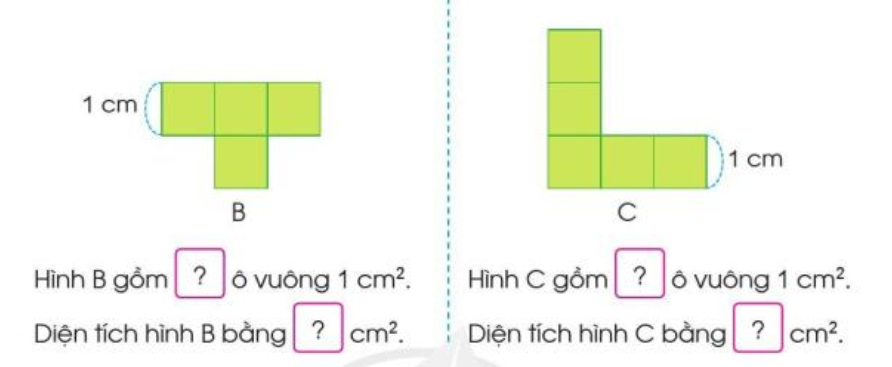 1 cm
B
Hình B gồm ? ô vuông 1 cm².
Diện tích hình B bằng ? cm².
1 cm
C
Hình C gồm ? ô vuông 1 cm².
Diện tích hình C bằng ? cm².